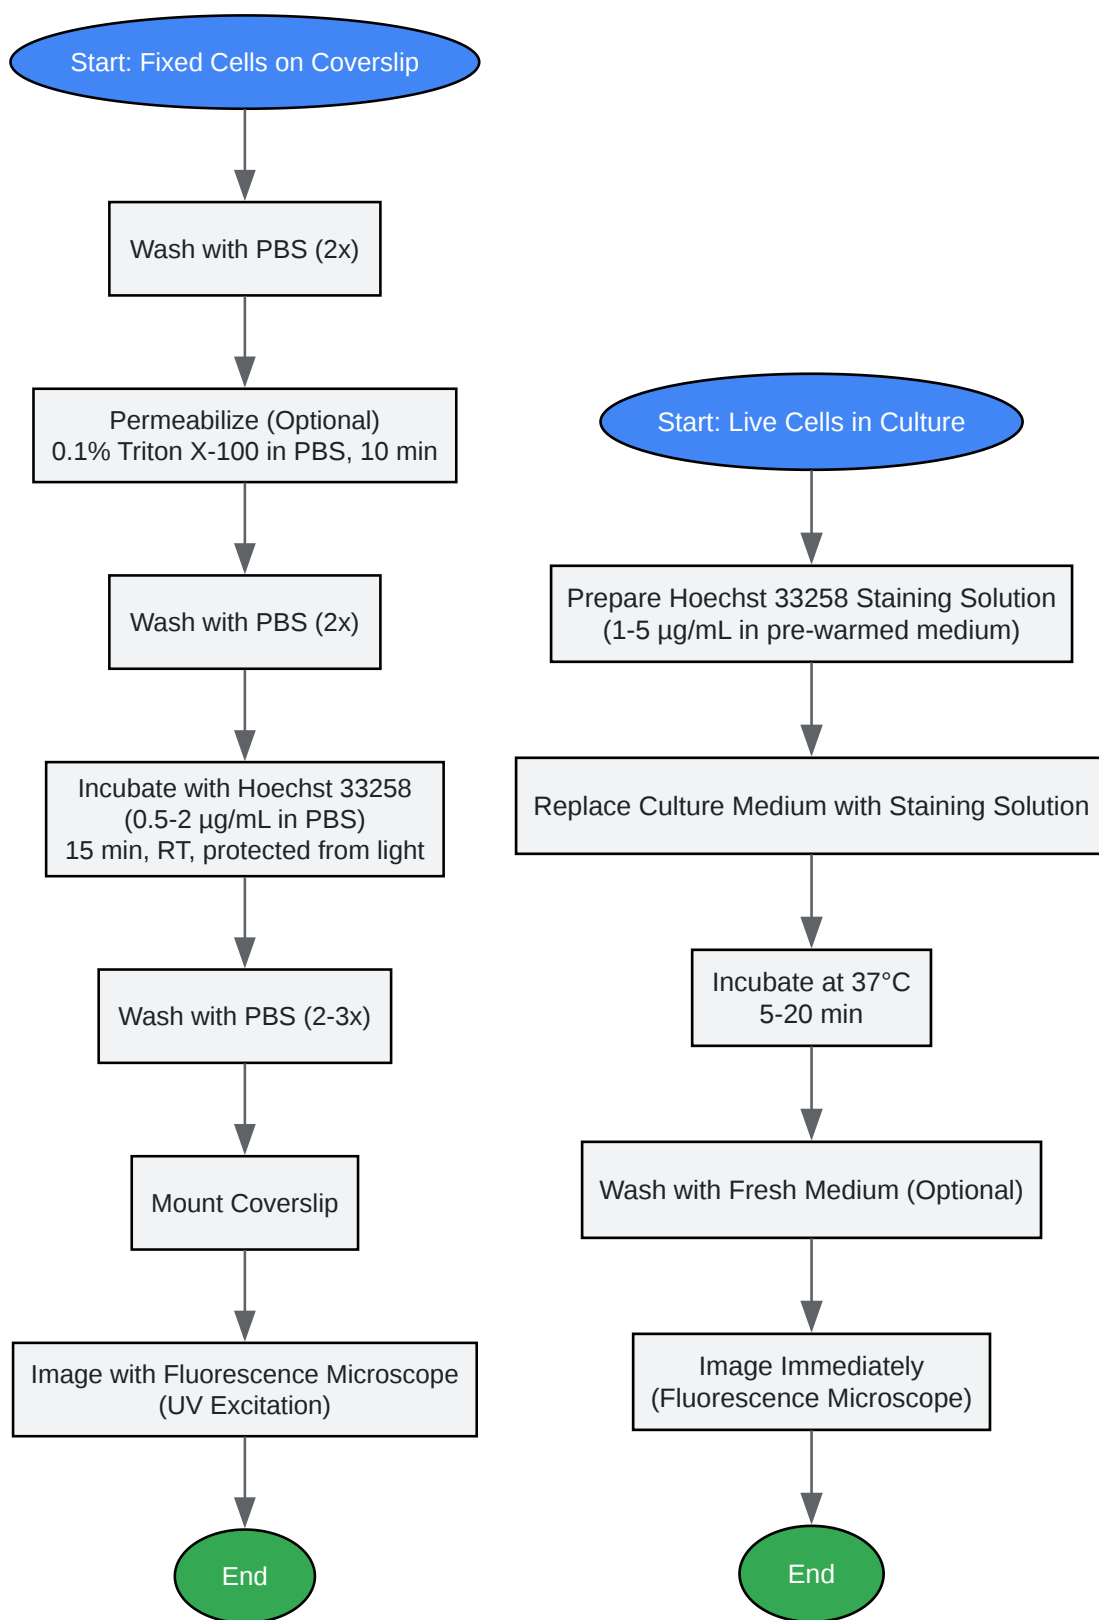 Start: Fixed Cells on Coverslip
Wash with PBS (2x)
Permeabilize (Optional)
0.1% Triton X-100 in PBS, 10 min
Wash with PBS (2x)
Incubate with Hoechst 33258
(0.5-2 µg/mL in PBS)
15 min, RT, protected from light
Wash with PBS (2-3x)
Mount Coverslip
Image with Fluorescence Microscope
(UV Excitation)
End
Start: Live Cells in Culture
Prepare Hoechst 33258 Staining Solution
(1-5 µg/mL in pre-warmed medium)
Replace Culture Medium with Staining Solution
Incubate at 37°C
5-20 min
Wash with Fresh Medium (Optional)
Image Immediately
(Fluorescence Microscope)
End